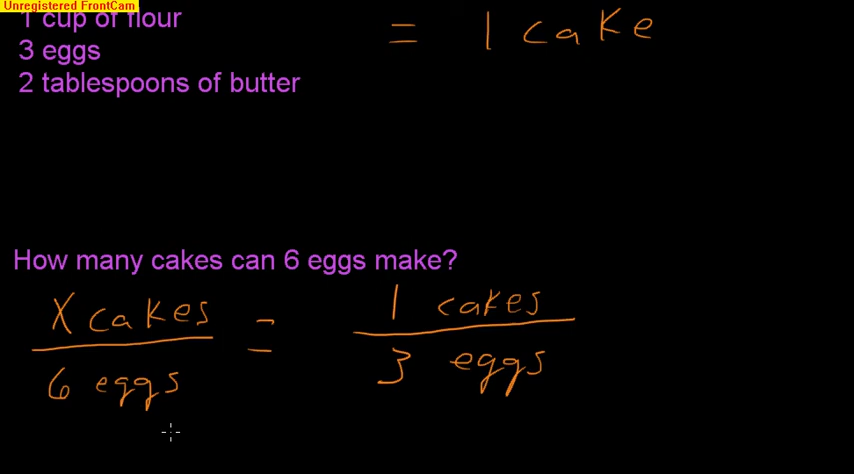 Unregistered FrontCam
1 cup of flour
= 1 cake
3 eggs
2 tablespoons of butter
How many cakes can 6 eggs make?
X cakes = 1 cakes
6 eggs 3 eggs